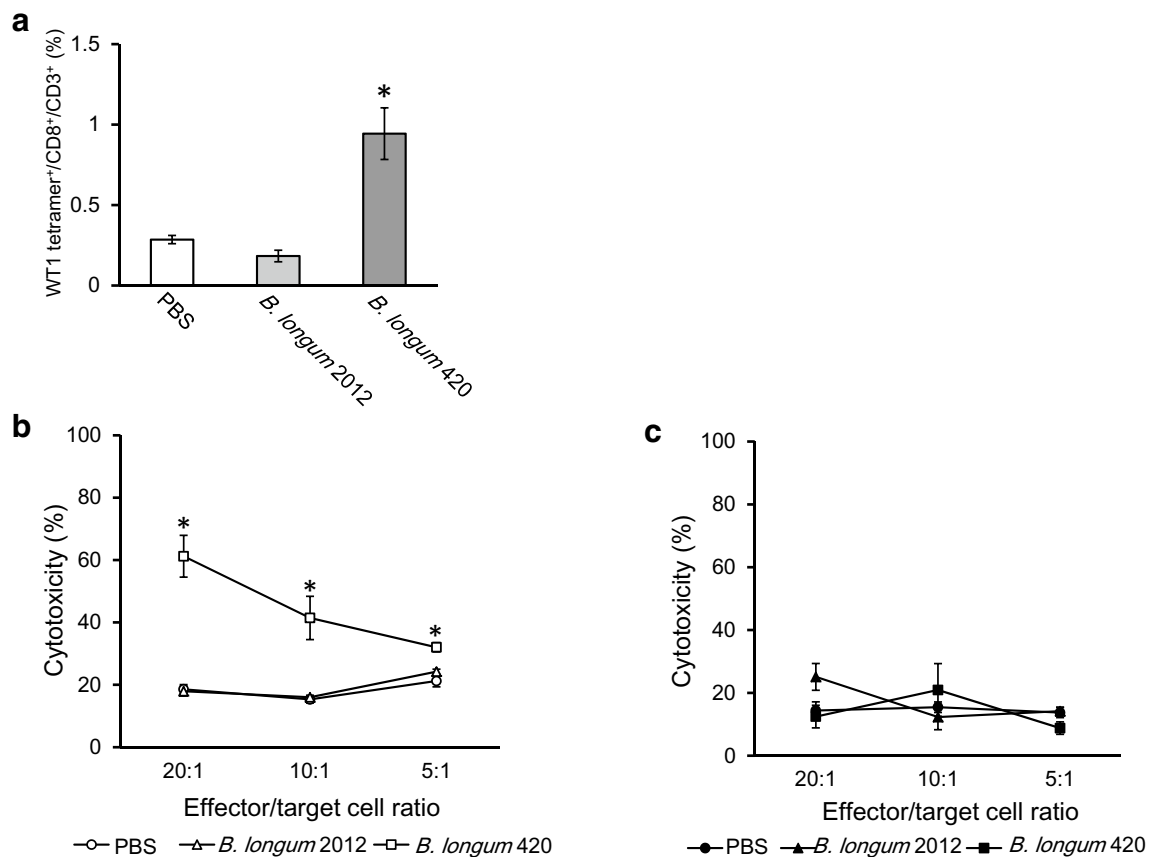 a
WT1 tetramer⁺/CD8⁺/CD3⁺ (%)
1.5
1
0.5
0
*
PBS
B. longum 2012
B. longum 420
b
Cytotoxicity (%)
100
80
60
40
20
0
*
*
*
20:1 10:1 5:1
Effector/target cell ratio
PBS B. longum 2012 B. longum 420
c
Cytotoxicity (%)
100
80
60
40
20
0
20:1 10:1 5:1
Effector/target cell ratio
PBS B. longum 2012 B. longum 420